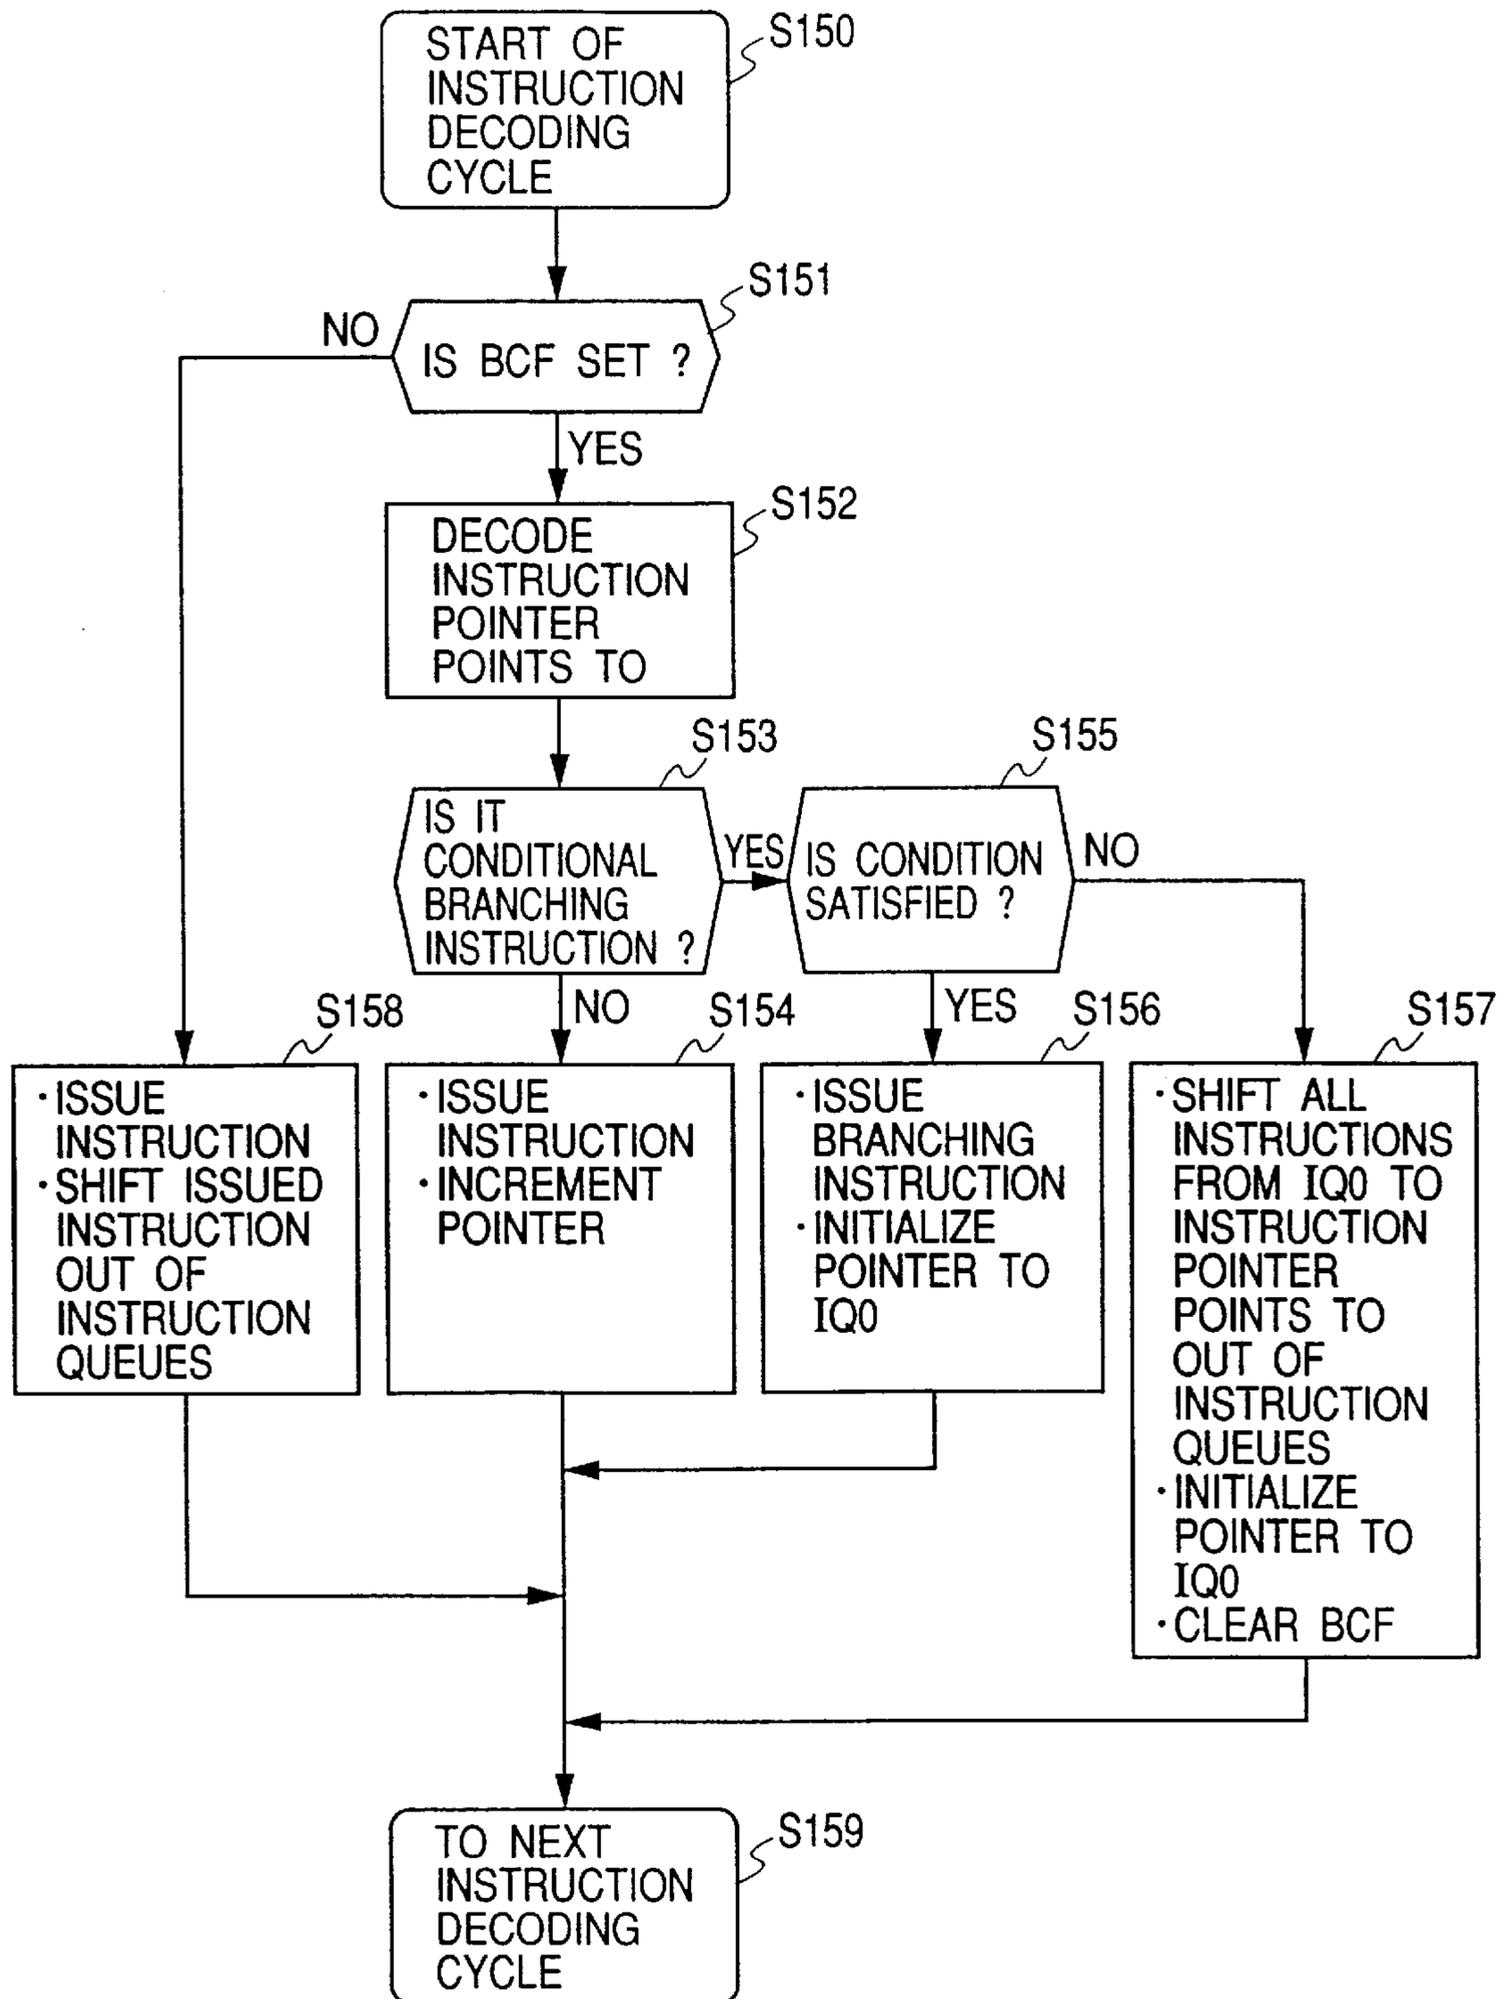 START OF
INSTRUCTION
DECODING
CYCLE
S150
S151
NO
IS BCF SET ?
YES
S152
DECODE
INSTRUCTION
POINTER
POINTS TO
S153
IS IT
CONDITIONAL
BRANCHING
INSTRUCTION ?
YES
S155
IS CONDITION
SATISFIED ?
NO
S158
NO
S154
YES
S156
S157
·ISSUE
INSTRUCTION
·SHIFT ISSUED
INSTRUCTION
OUT OF
INSTRUCTION
QUEUES
·ISSUE
INSTRUCTION
·INCREMENT
POINTER
·ISSUE
BRANCHING
INSTRUCTION
·INITIALIZE
POINTER TO
IQ0
·SHIFT ALL
INSTRUCTIONS
FROM IQ0 TO
INSTRUCTION
POINTER
POINTS TO
OUT OF
INSTRUCTION
QUEUES
·INITIALIZE
POINTER TO
IQ0
·CLEAR BCF
TO NEXT
INSTRUCTION
DECODING
CYCLE
S159